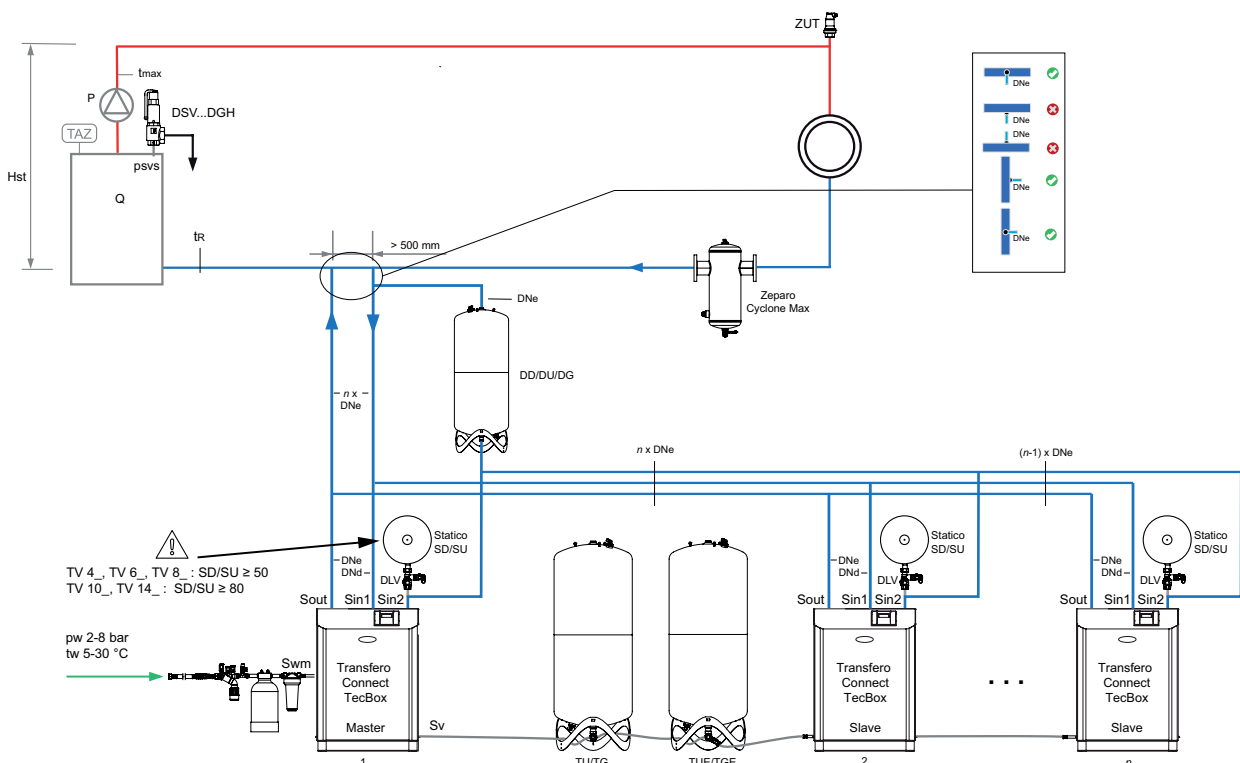 ZUT
tmax
P
DSV...DGH
TAZ
psvs
Hst
Q
tR
> 500 mm
DNe
DNe
DNe
DNe
DNe
Zeparo
Cyclone Max
DNe
DD/DU/DG
n x
DNe
n x DNe
(n-1) x DNe
Statico
SD/SU
Statico
SD/SU
Statico
SD/SU
TV 4_, TV 6_, TV 8_ : SD/SU ≥ 50
TV 10_, TV 14_ : SD/SU ≥ 80
DNe
DNd
DLV
DNe
DNd
DLV
DNe
DNd
DLV
Sout Sin1 Sin2
Sout Sin1 Sin2
Sout Sin1 Sin2
pw 2-8 bar
tw 5-30 °C
Swm
Transfero
Connect
TecBox
Master
Sv
Transfero
Connect
TecBox
Slave
. . .
Transfero
Connect
TecBox
Slave
1
TU/TG
TUE/TGE
2
n